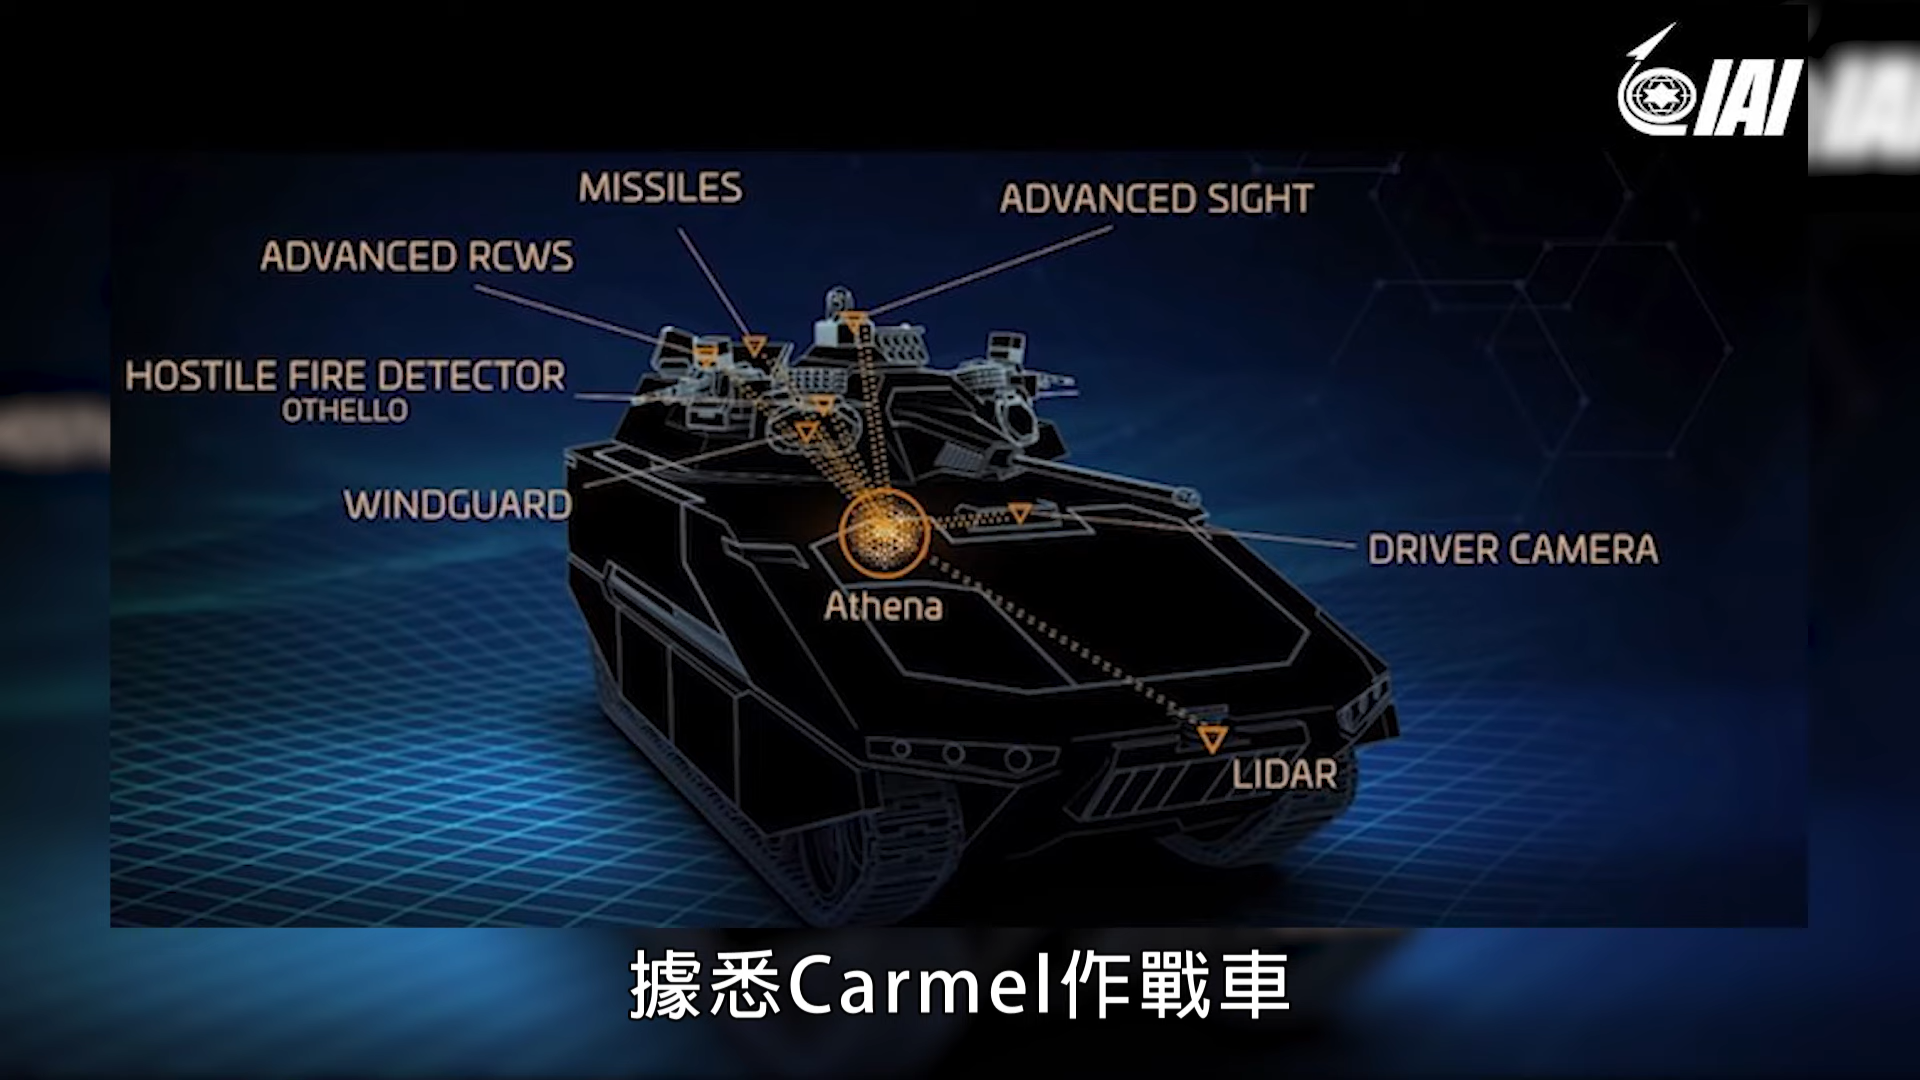 IAI
MISSILES
ADVANCED SIGHT
ADVANCED RCWS
HOSTILE FIRE DETECTOR
OTHELLO
WINDGUARD
DRIVER CAMERA
Athena
LIDAR
據悉Carmel作戰車